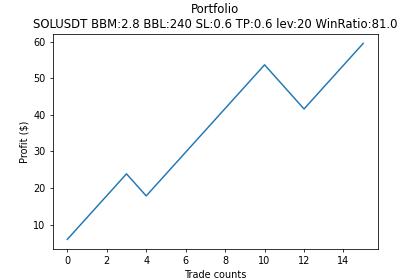 Portfolio
SOLUSDT BBM:2.8 BBL:240 SL:0.6 TP:0.6 lev:20 WinRatio:81.0
60
50
40
30
20
10
Profit ($)
0 2 4 6 8 10 12 14
Trade counts